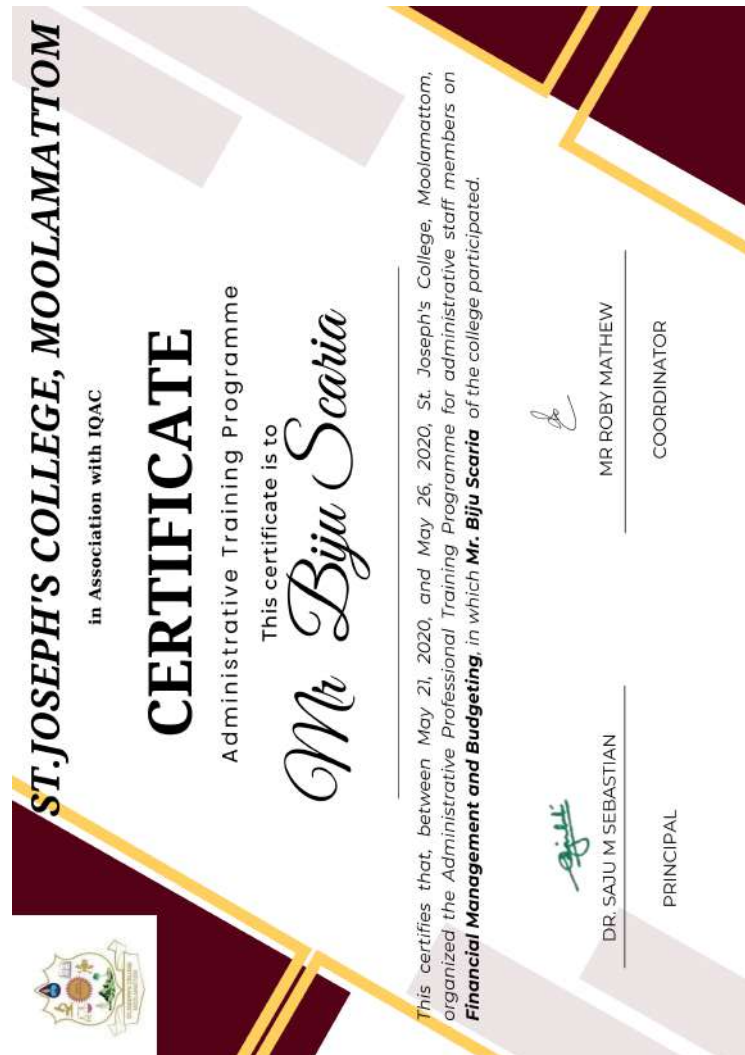 ST.JOSEPH'S COLLEGE, MOOLAMATTOM
in Association with IQAC
CERTIFICATE
Administrative Training Programme
This certificate is to
Mr Biju Scaria
This certifies that, between May 21, 2020, and May 26, 2020, St. Joseph's College, Moolamattom,
organized the Administrative Professional Training Programme for administrative staff members on
Financial Management and Budgeting, in which Mr. Biju Scaria of the college participated.
DR. SAJU M SEBASTIAN
PRINCIPAL
MR ROBY MATHEW
COORDINATOR